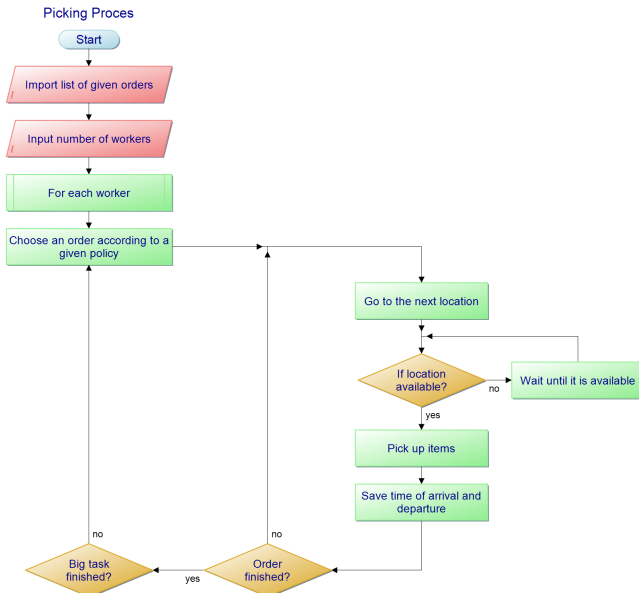 Picking Proces
Start
Import list of given orders
Input number of workers
For each worker
Choose an order according to a
given policy
Go to the next location
If location
available?
no
Wait until it is available
yes
Pick up items
Save time of arrival and
departure
no
no
Order
finished?
yes
Big task
finished?